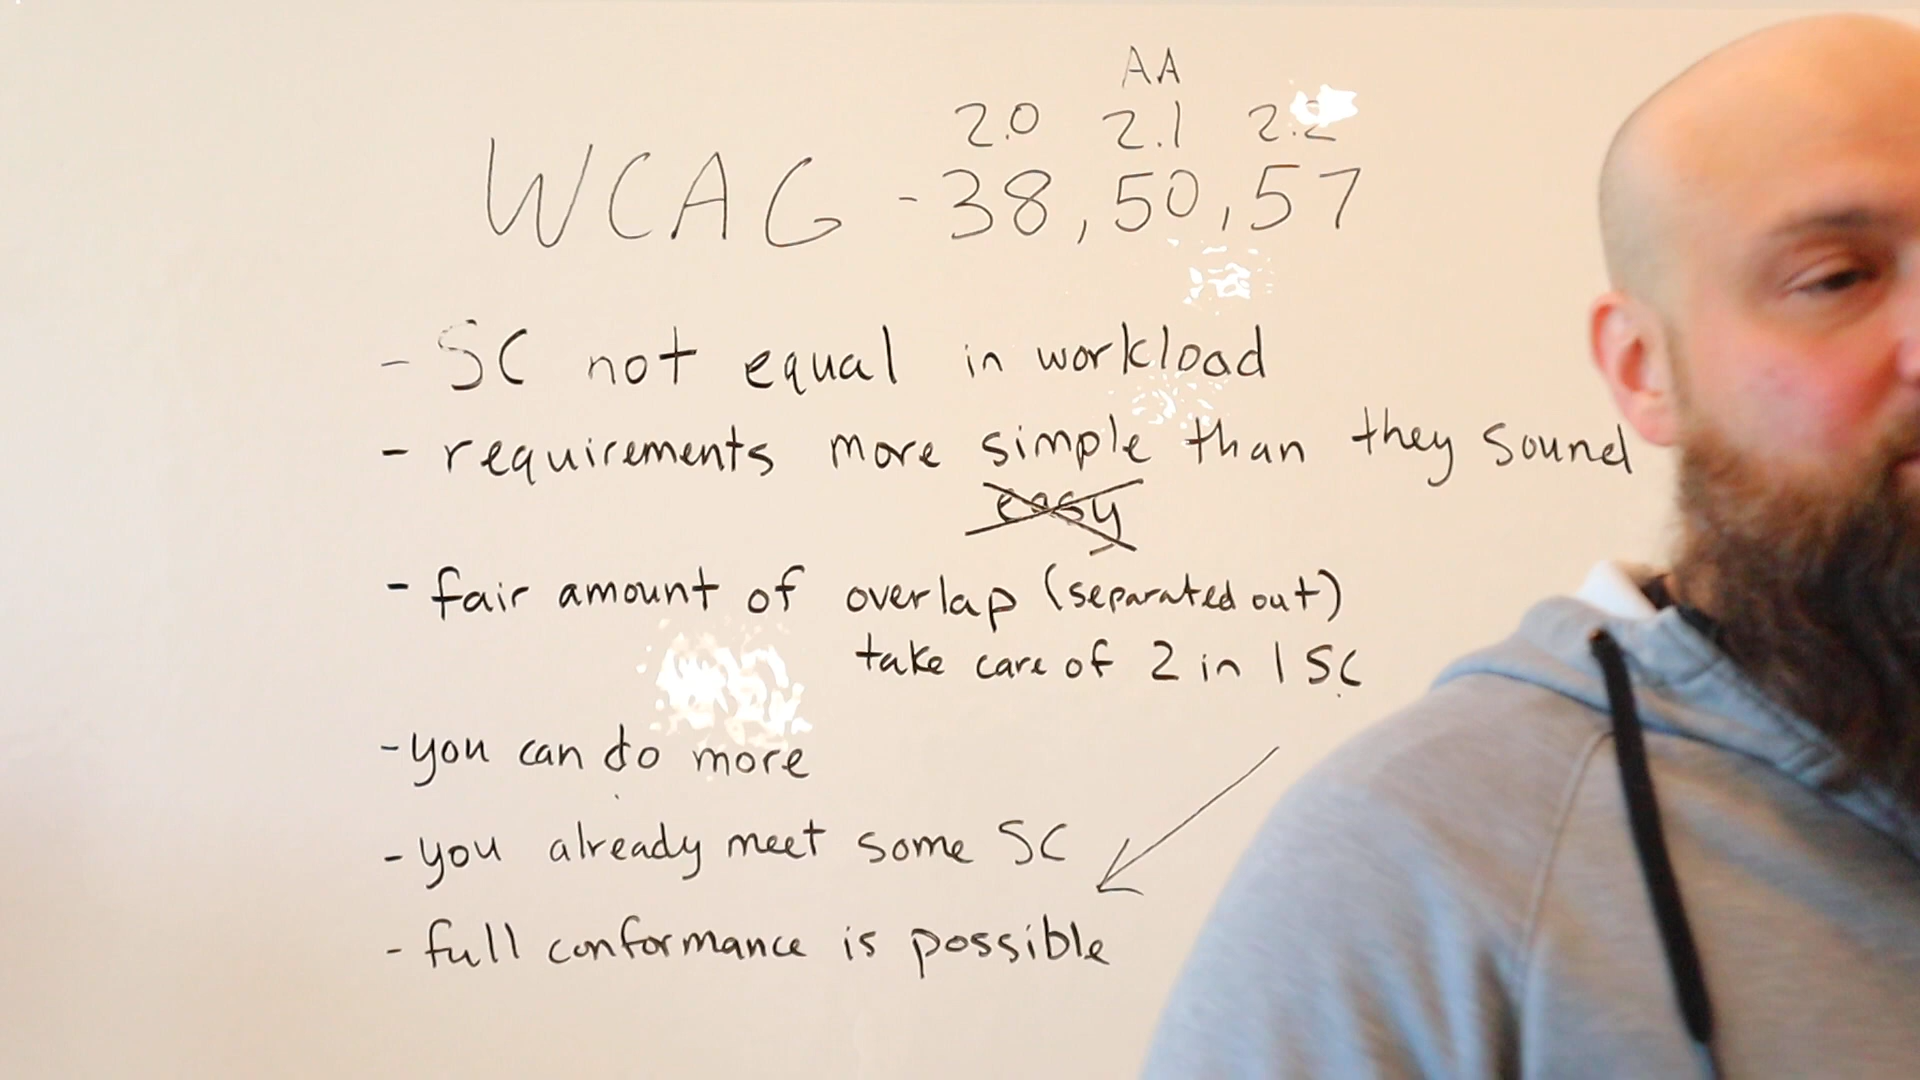 AA
2.0 2.1 2.2
WCAG - 38, 50, 57
- SC not equal in workload
- requirements more simple than they sound
easy
- fair amount of overlap (separated out)
take care of 2 in 1 SC
- you can do more
- you already meet some SC
- full conformance is possible